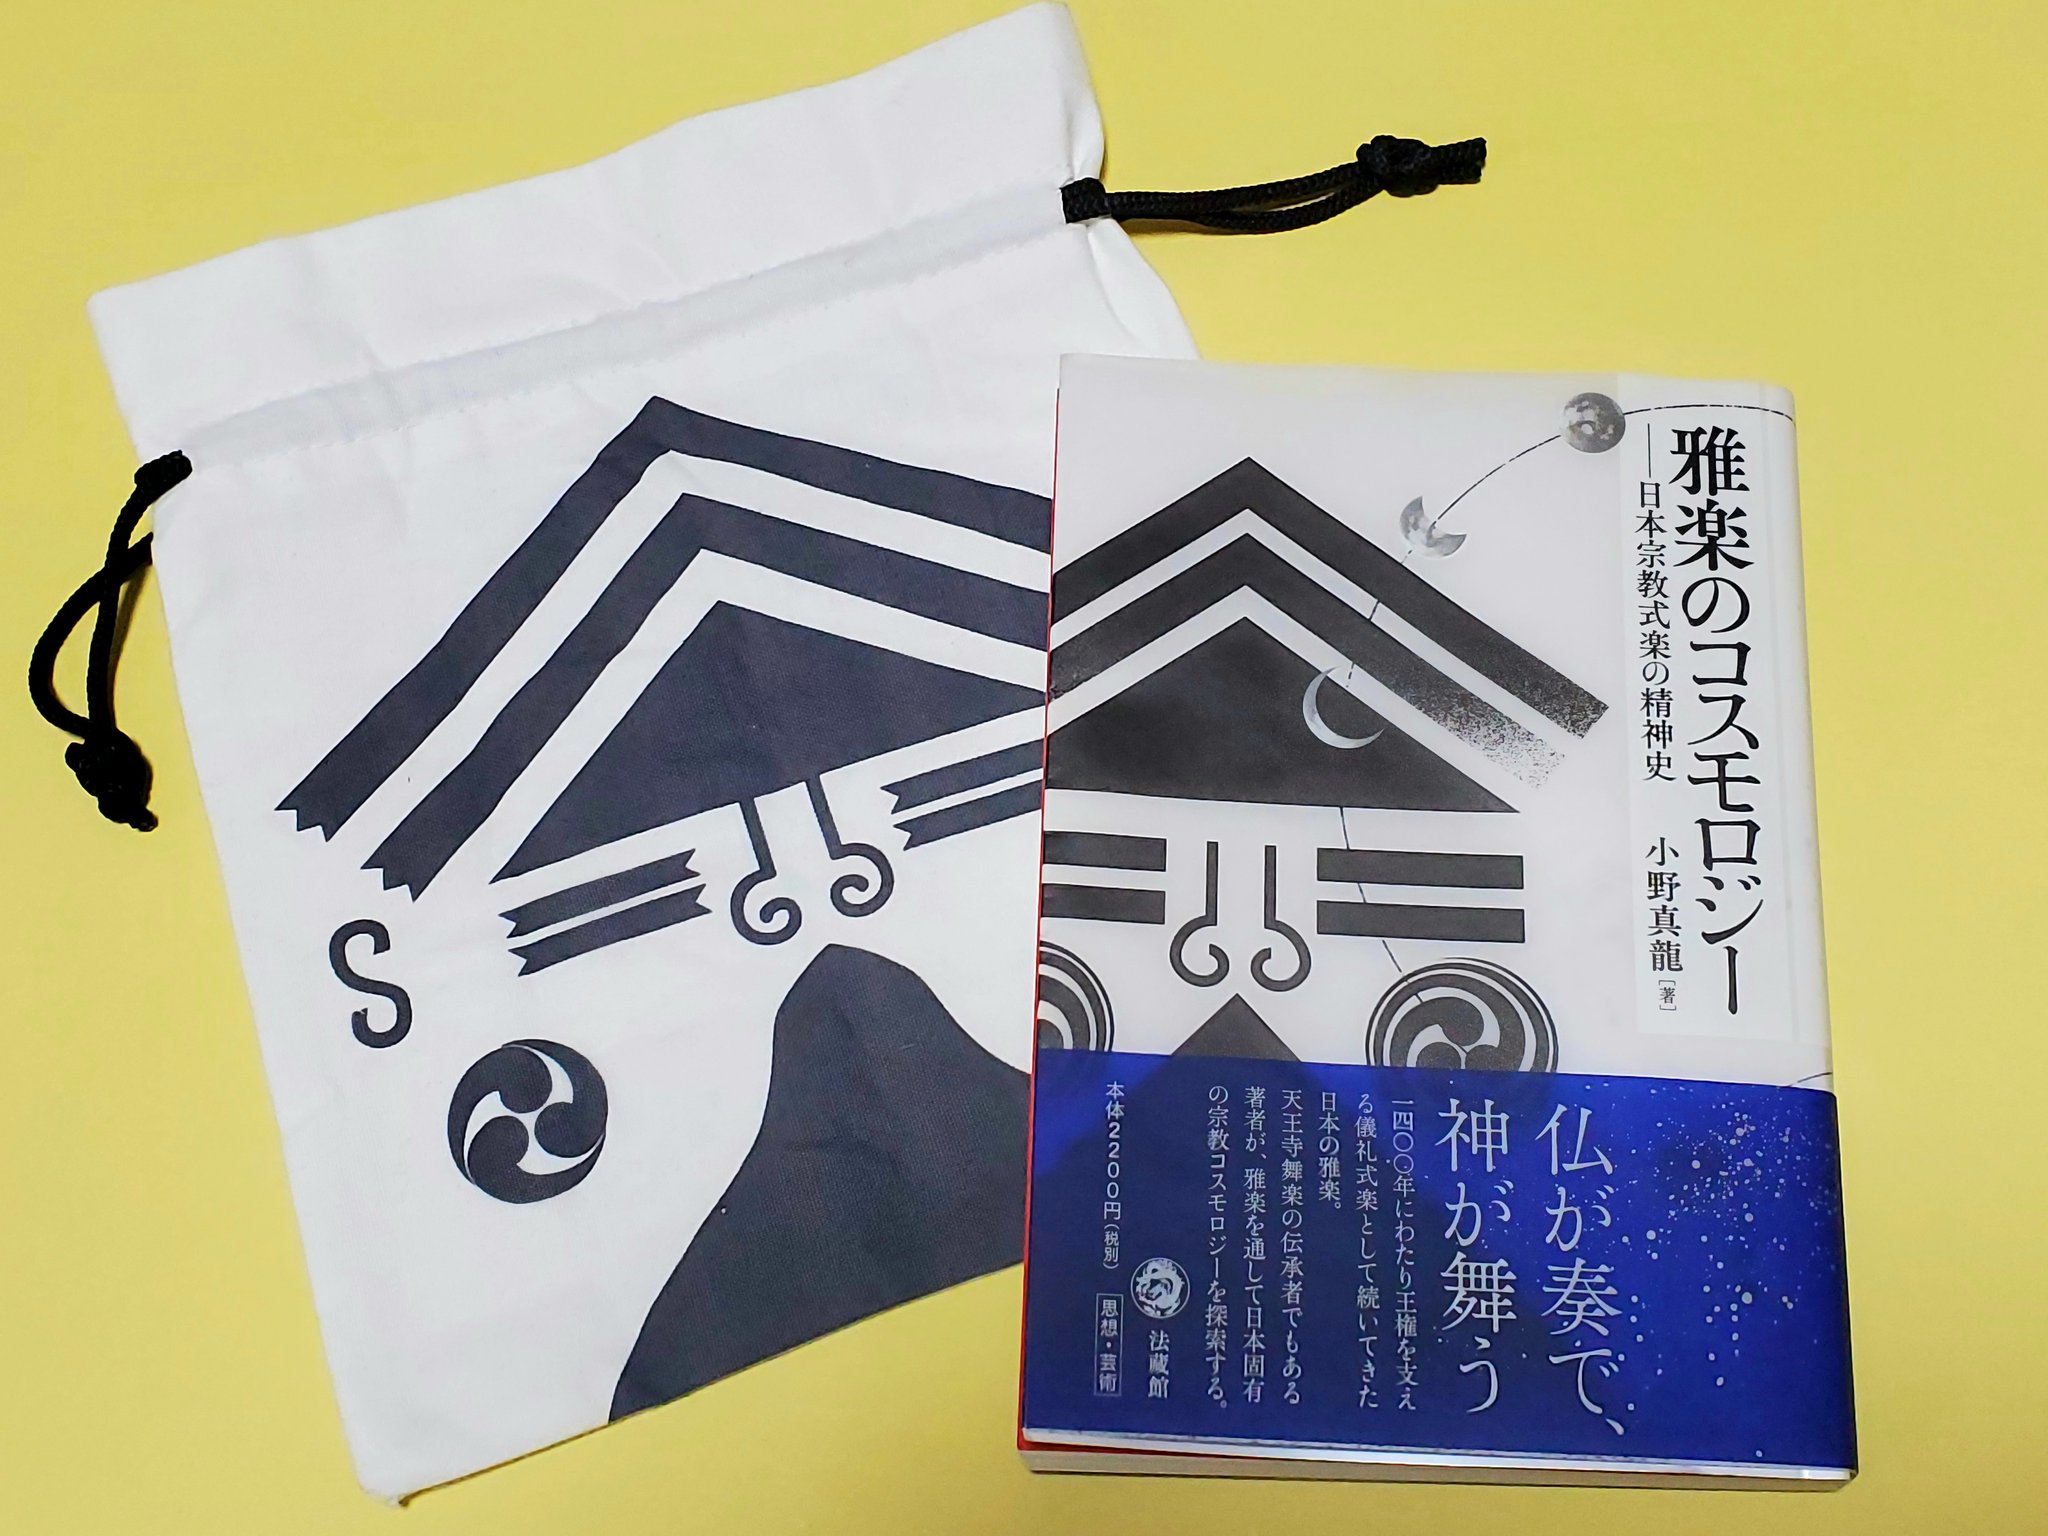 雅楽のコスモロジー
──日本宗教式楽の精神史
小野真龍[著]
仏が奏で、
神が舞う
一四〇〇年にわたり王権を支え
る儀礼式楽として続いてきた
日本の雅楽。
天王寺舞楽の伝承者でもある
著者が、雅楽を通して日本固有
の宗教コスモロジーを探索する。
法蔵館
本体2200円(税別)
思想・芸術